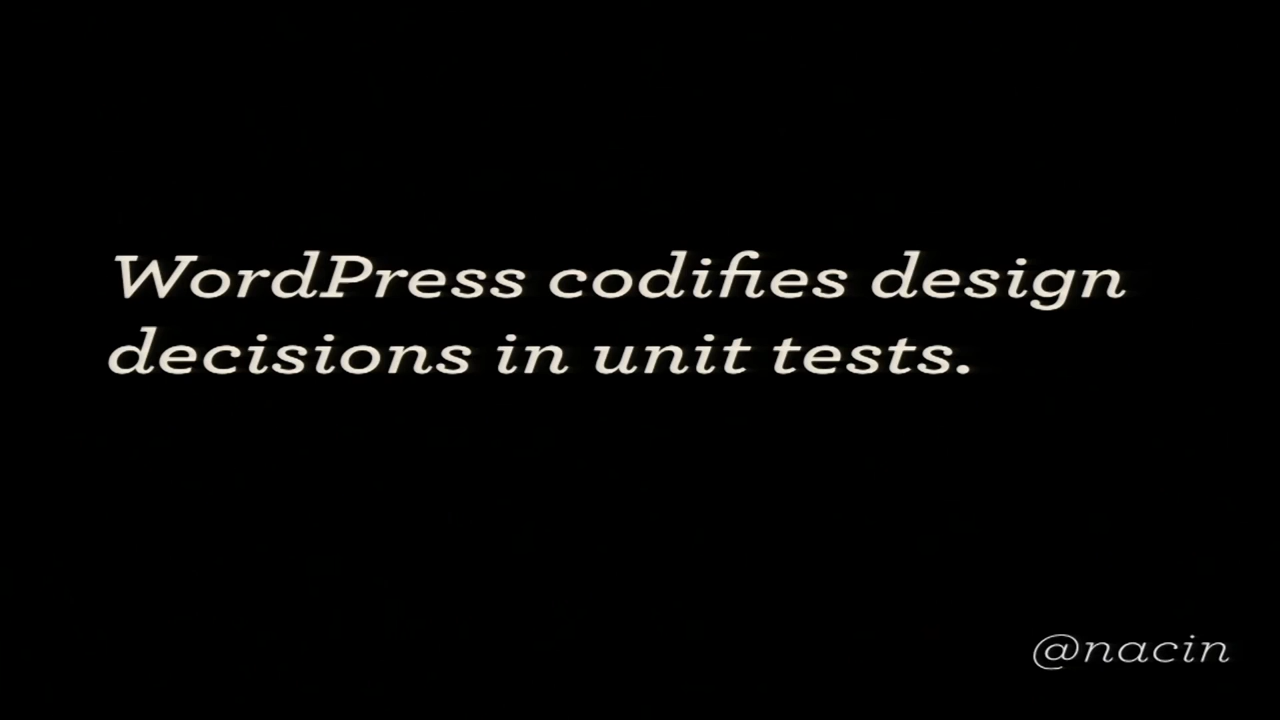 WordPress codifies design
decisions in unit tests.
@nacin